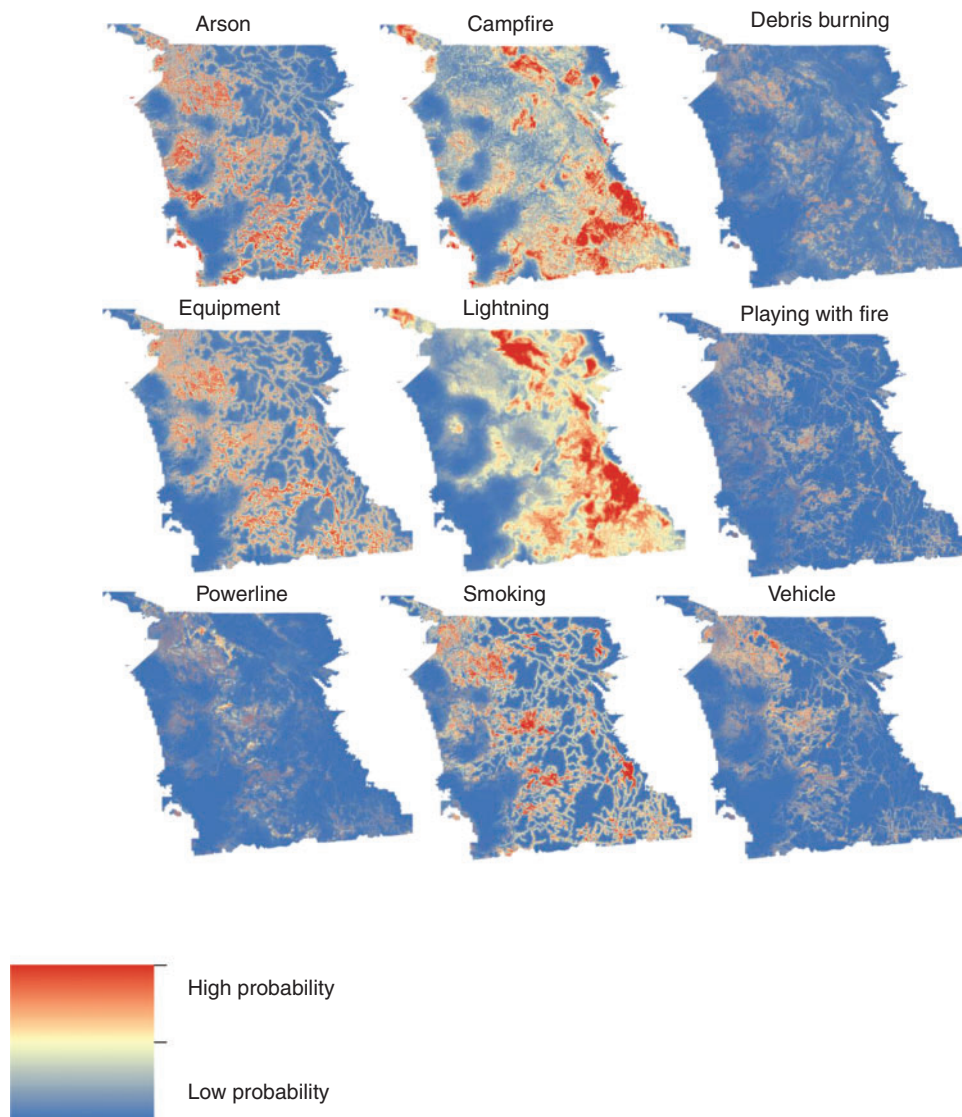 Arson
Campfire
Debris burning
Equipment
Lightning
Playing with fire
Powerline
Smoking
Vehicle
High probability
Low probability